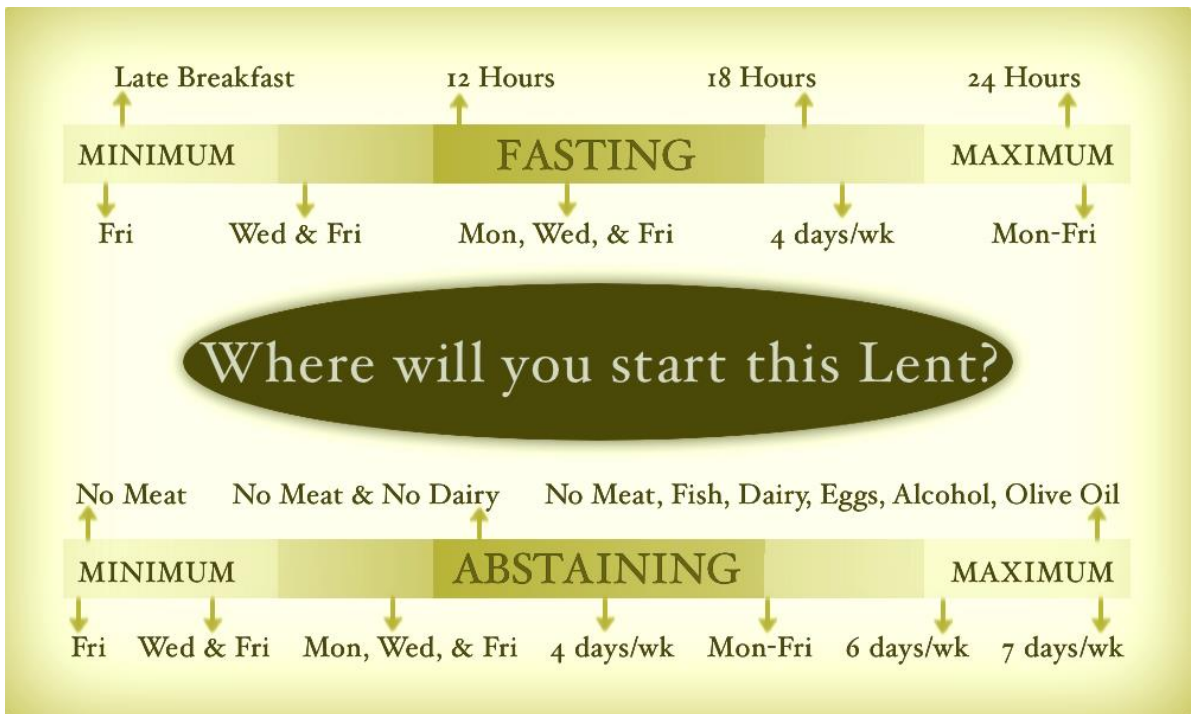 Late Breakfast 12 Hours 18 Hours 24 Hours
MINIMUM FASTING MAXIMUM
Fri Wed & Fri Mon, Wed, & Fri 4 days/wk Mon-Fri
Where will you start this Lent?
No Meat No Meat & No Dairy No Meat, Fish, Dairy, Eggs, Alcohol, Olive Oil
MINIMUM ABSTAINING MAXIMUM
Fri Wed & Fri Mon, Wed, & Fri 4 days/wk Mon-Fri 6 days/wk 7 days/wk